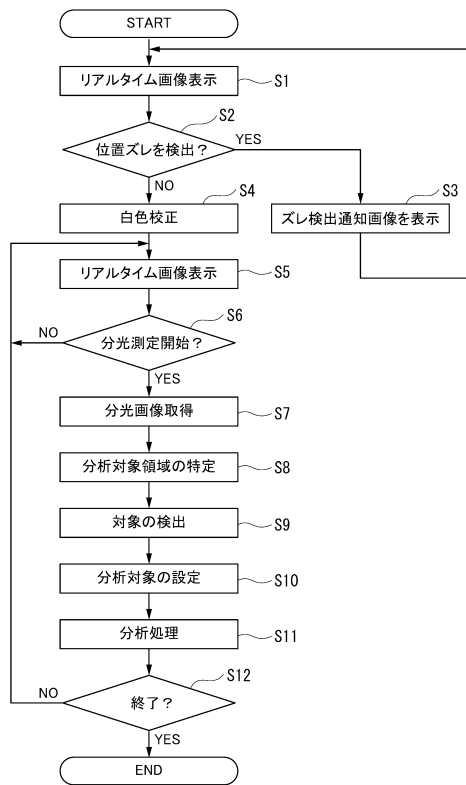 START
リアルタイム画像表示
S1
位置ズレを検出？
S2
YES
NO
ズレ検出通知画像を表示
S3
白色校正
S4
リアルタイム画像表示
S5
分光測定開始？
S6
NO
YES
分光画像取得
S7
分析対象領域の特定
S8
対象の検出
S9
分析対象の設定
S10
分析処理
S11
終了？
S12
NO
YES
END